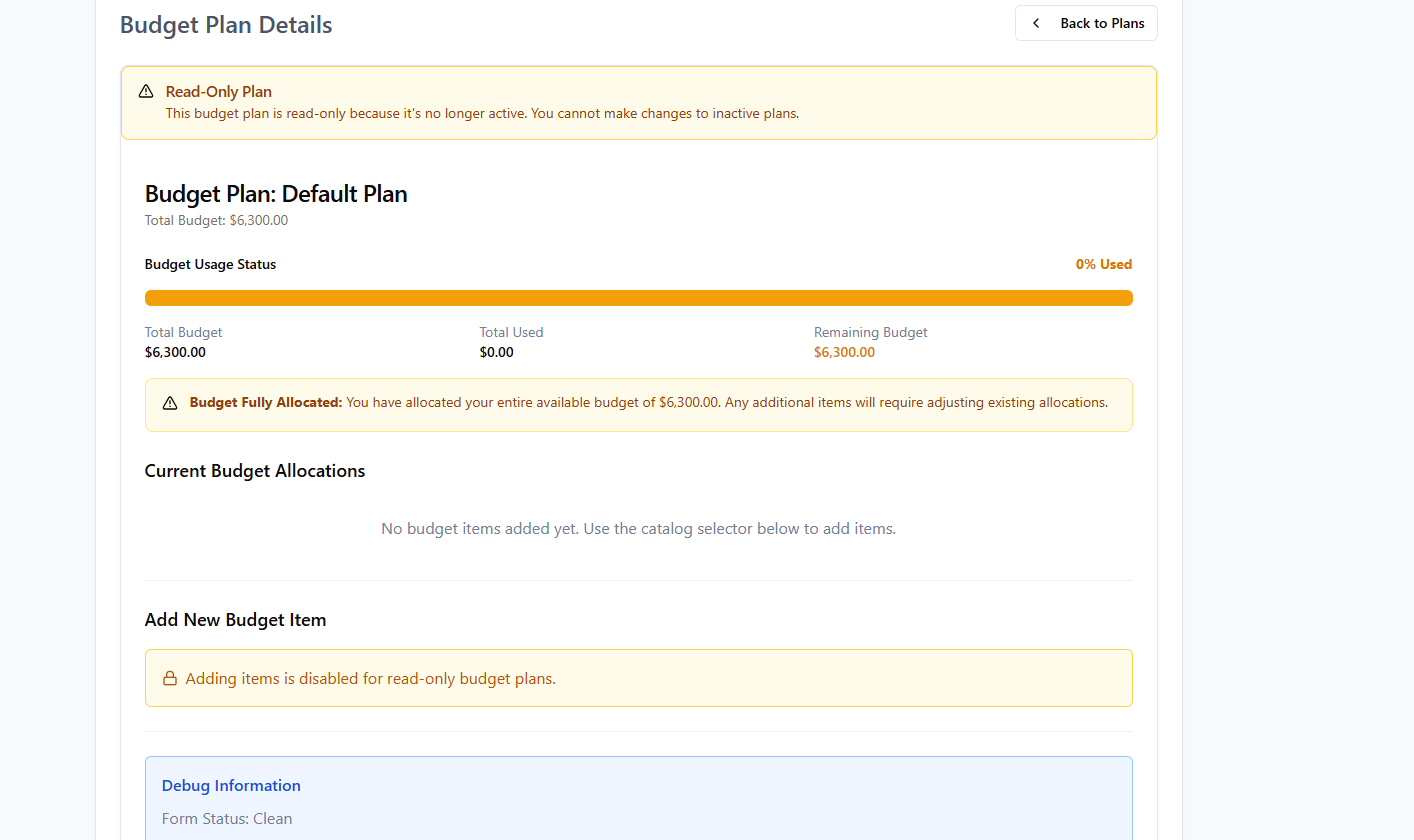 Budget Plan Details
Back to Plans
Read-Only Plan
This budget plan is read-only because it's no longer active. You cannot make changes to inactive plans.
Budget Plan: Default Plan
Total Budget: $6,300.00
Budget Usage Status
0% Used
Total Budget
Total Used
Remaining Budget
$6,300.00
$0.00
$6,300.00
Budget Fully Allocated: You have allocated your entire available budget of $6,300.00. Any additional items will require adjusting existing allocations.
Current Budget Allocations
No budget items added yet. Use the catalog selector below to add items.
Add New Budget Item
Adding items is disabled for read-only budget plans.
Debug Information
Form Status: Clean